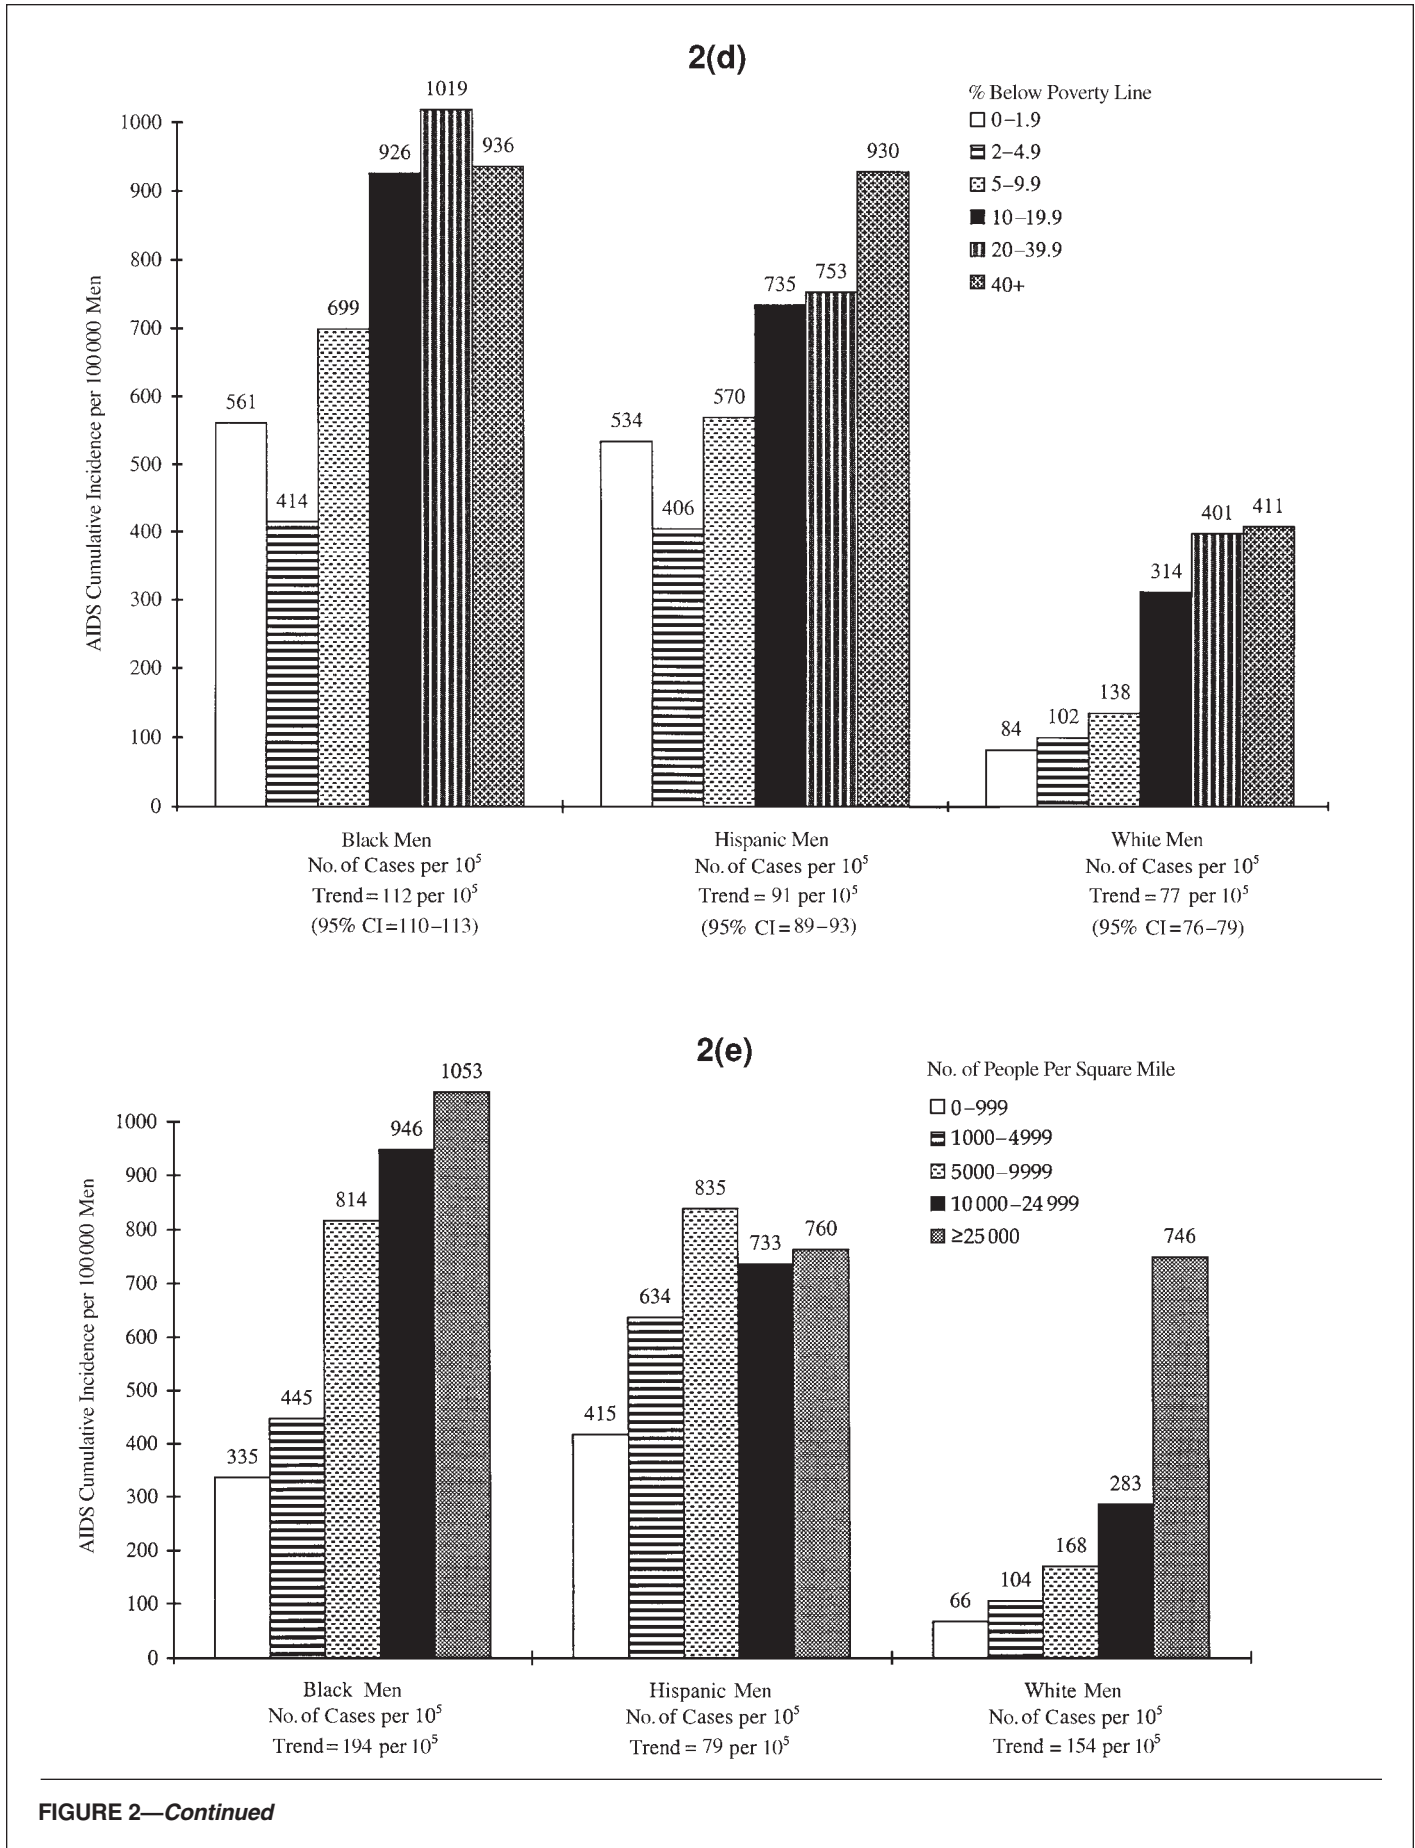 2(d)
% Below Poverty Line
0–1.9
2–4.9
5–9.9
10–19.9
20–39.9
40+
AIDS Cumulative Incidence per 100000 Men
1000
900
800
700
600
500
400
300
200
100
0
561
414
699
926
1019
936
534
406
570
735
753
930
84
102
138
314
401
411
Black Men
No. of Cases per 10⁵
Trend = 112 per 10⁵
(95% CI = 110–113)
Hispanic Men
No. of Cases per 10⁵
Trend = 91 per 10⁵
(95% CI = 89–93)
White Men
No. of Cases per 10⁵
Trend = 77 per 10⁵
(95% CI = 76–79)
2(e)
No. of People Per Square Mile
0–999
1000–4999
5000–9999
10 000–24 999
≥25 000
AIDS Cumulative Incidence per 100000 Men
1000
900
800
700
600
500
400
300
200
100
0
335
445
814
946
1053
415
634
835
733
760
66
104
168
283
746
Black Men
No. of Cases per 10⁵
Trend = 194 per 10⁵
Hispanic Men
No. of Cases per 10⁵
Trend = 79 per 10⁵
White Men
No. of Cases per 10⁵
Trend = 154 per 10⁵
FIGURE 2—Continued